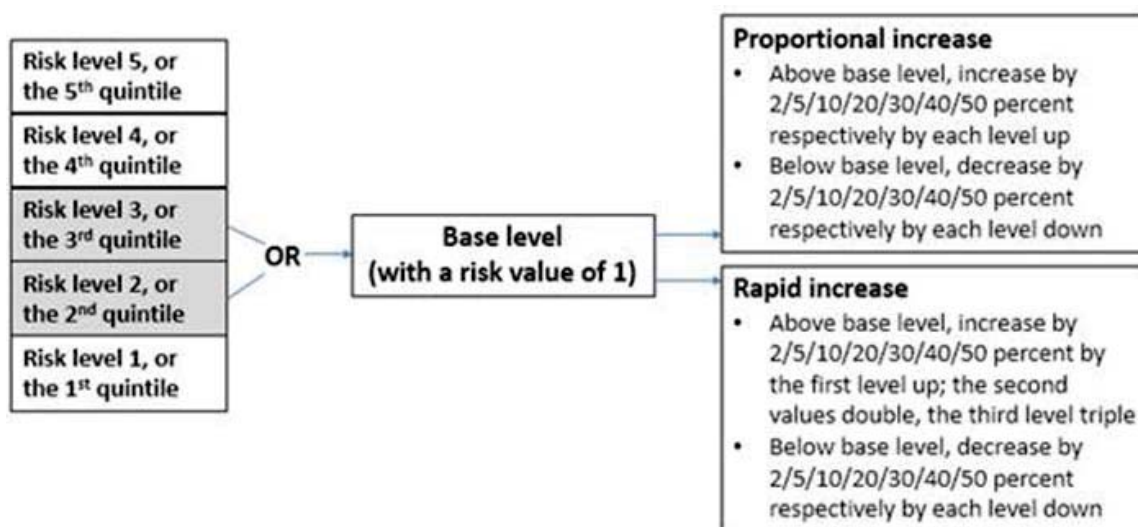 Risk level 5, or
the 5th quintile
Risk level 4, or
the 4th quintile
Risk level 3, or
the 3rd quintile
Risk level 2, or
the 2nd quintile
Risk level 1, or
the 1st quintile
OR
Base level
(with a risk value of 1)
Proportional increase
• Above base level, increase by
2/5/10/20/30/40/50 percent
respectively by each level up
• Below base level, decrease by
2/5/10/20/30/40/50 percent
respectively by each level down
Rapid increase
• Above base level, increase by
2/5/10/20/30/40/50 percent by
the first level up; the second
values double, the third level triple
• Below base level, decrease by
2/5/10/20/30/40/50 percent
respectively by each level down